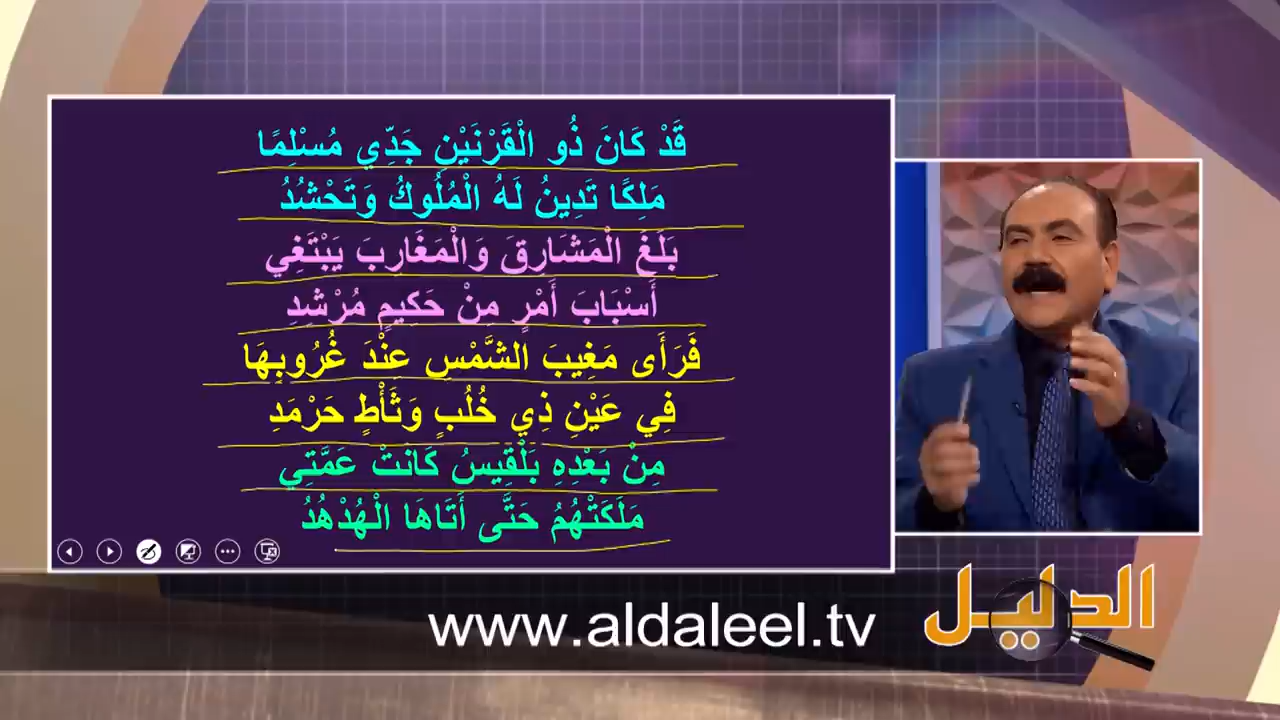 قَدْ كَانَ ذُو الْقَرْنَيْنِ جَدِّي مُسْلِمًا
مَلِكًا تَدِينُ لَهُ الْمُلُوكُ وَتَحْشُدُ
بَلَغَ الْمَشَارِقَ وَالْمَغَارِبَ يَبْتَغِي
أَسْبَابَ أَمْرٍ مِنْ حَكِيمٍ مُرْشِدِ
فَرَأَى مَغِيبَ الشَّمْسِ عِنْدَ غُرُوبِهَا
فِي عَيْنِ ذِي خُلُبٍ وَثَأْطٍ حَرْمَدِ
مِنْ بَعْدِهِ بَلْقِيسُ كَانتْ عَمَّتِي
مَلَكَتْهُمُ حَتَّى أَتَاهَا الْهُدْهُدُ
www.aldaleel.tv
الدليل